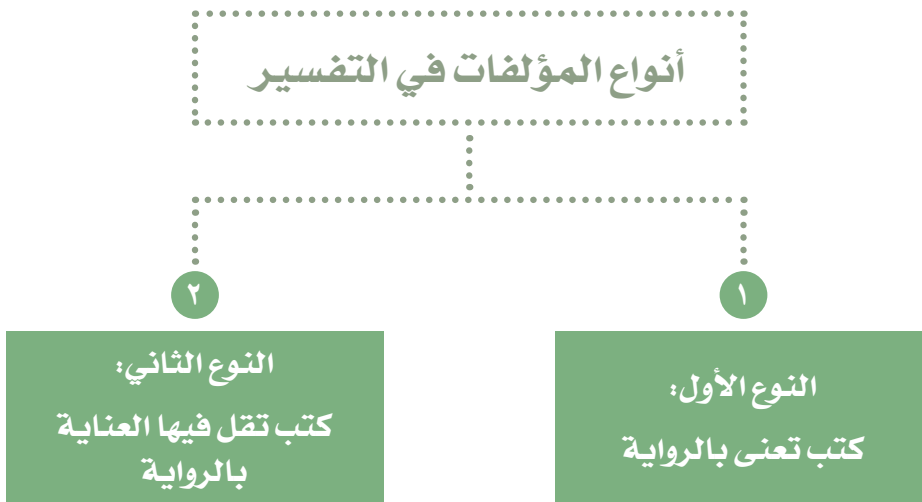 أنواع المؤلفات في التفسير
١
النوع الأول:
كتب تعنى بالرواية
٢
النوع الثاني:
كتب تقل فيها العناية
بالرواية